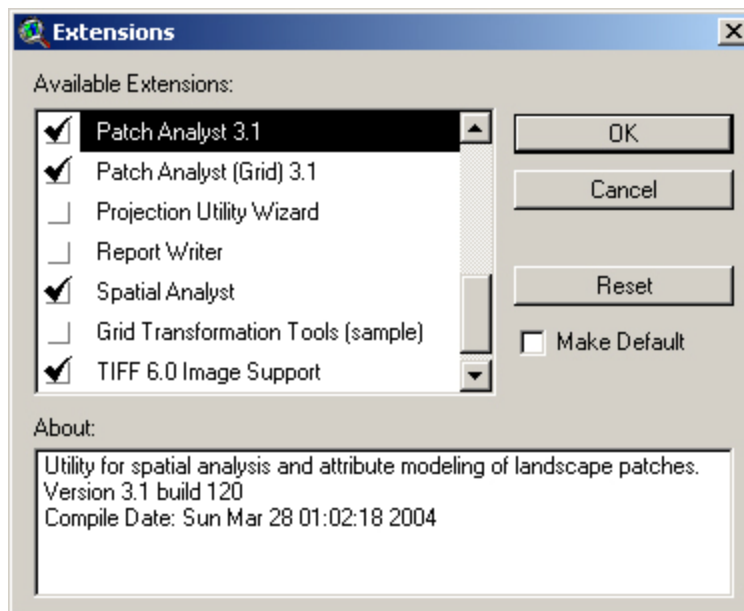 Extensions
Available Extensions:
Patch Analyst 3.1
Patch Analyst (Grid) 3.1
Projection Utility Wizard
Report Writer
Spatial Analyst
Grid Transformation Tools (sample)
TIFF 6.0 Image Support
OK
Cancel
Reset
Make Default
About:
Utility for spatial analysis and attribute modeling of landscape patches.
Version 3.1 build 120
Compile Date: Sun Mar 28 01:02:18 2004